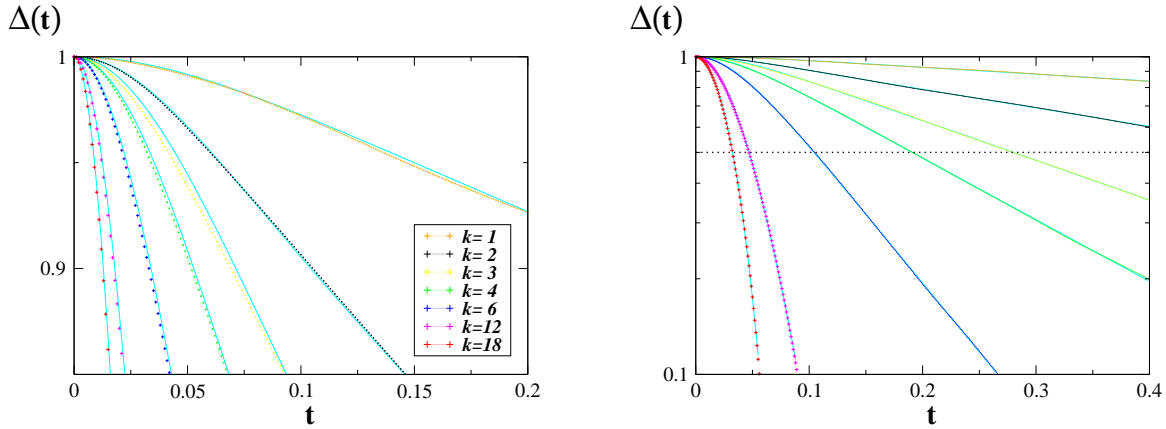 Δ(t)
1
0.9
0
0.05
0.1
0.15
0.2
t
k= 1
k= 2
k= 3
k= 4
k= 6
k=12
k=18
Δ(t)
1
0.1
0
0.1
0.2
0.3
0.4
t